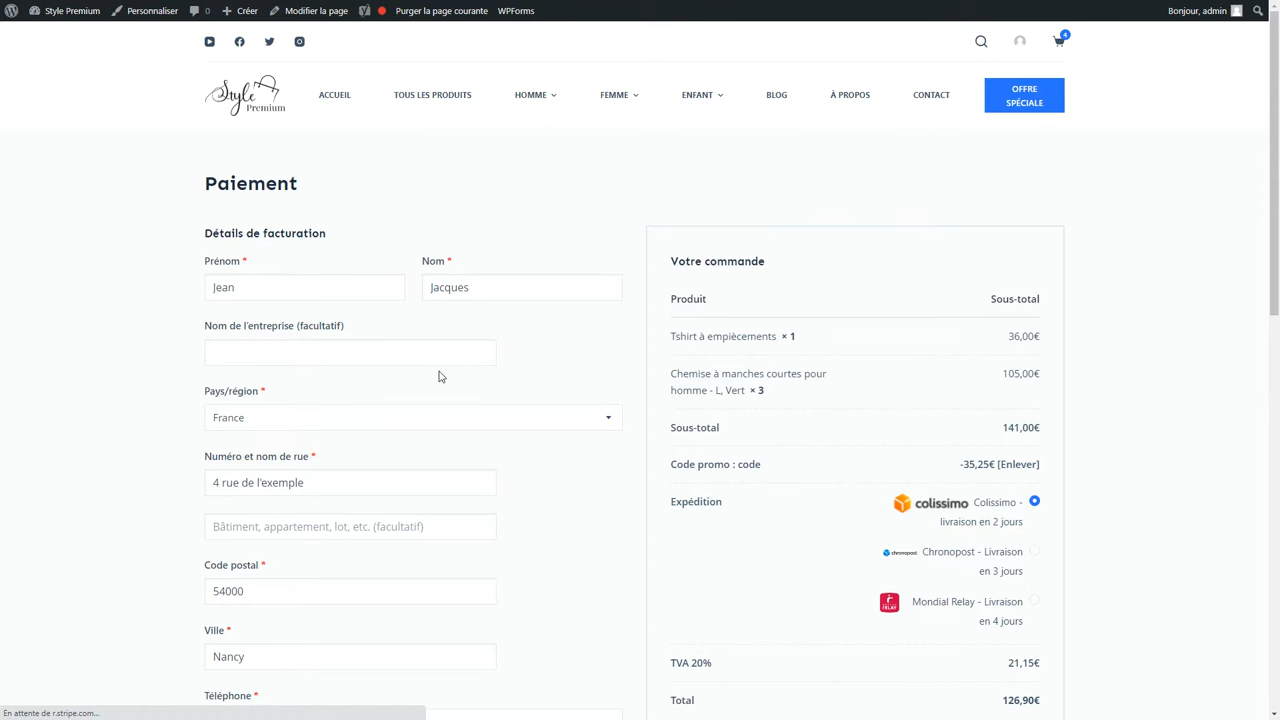 Style Premium
Personnaliser
0
Créer
Modifier la page
Purger la page courante
WPForms
Bonjour, admin
4
Style Premium
ACCUEIL
TOUS LES PRODUITS
HOMME
FEMME
ENFANT
BLOG
À PROPOS
CONTACT
OFFRE
SPÉCIALE
Paiement
Détails de facturation
Prénom *
Nom *
Jean
Jacques
Nom de l'entreprise (facultatif)
Pays/région *
France
Numéro et nom de rue *
4 rue de l'exemple
Bâtiment, appartement, lot, etc. (facultatif)
Code postal *
54000
Ville *
Nancy
Téléphone *
Votre commande
Produit
Sous-total
Tshirt à empiècements × 1
36,00€
Chemise à manches courtes pour
homme - L, Vert × 3
105,00€
Sous-total
141,00€
Code promo : code
-35,25€ [Enlever]
Expédition
colissimo Colissimo -
livraison en 2 jours
chronopost Chronopost - Livraison
en 3 jours
RELAY Mondial Relay - Livraison
en 4 jours
TVA 20%
21,15€
Total
126,90€
En attente de r.stripe.com...